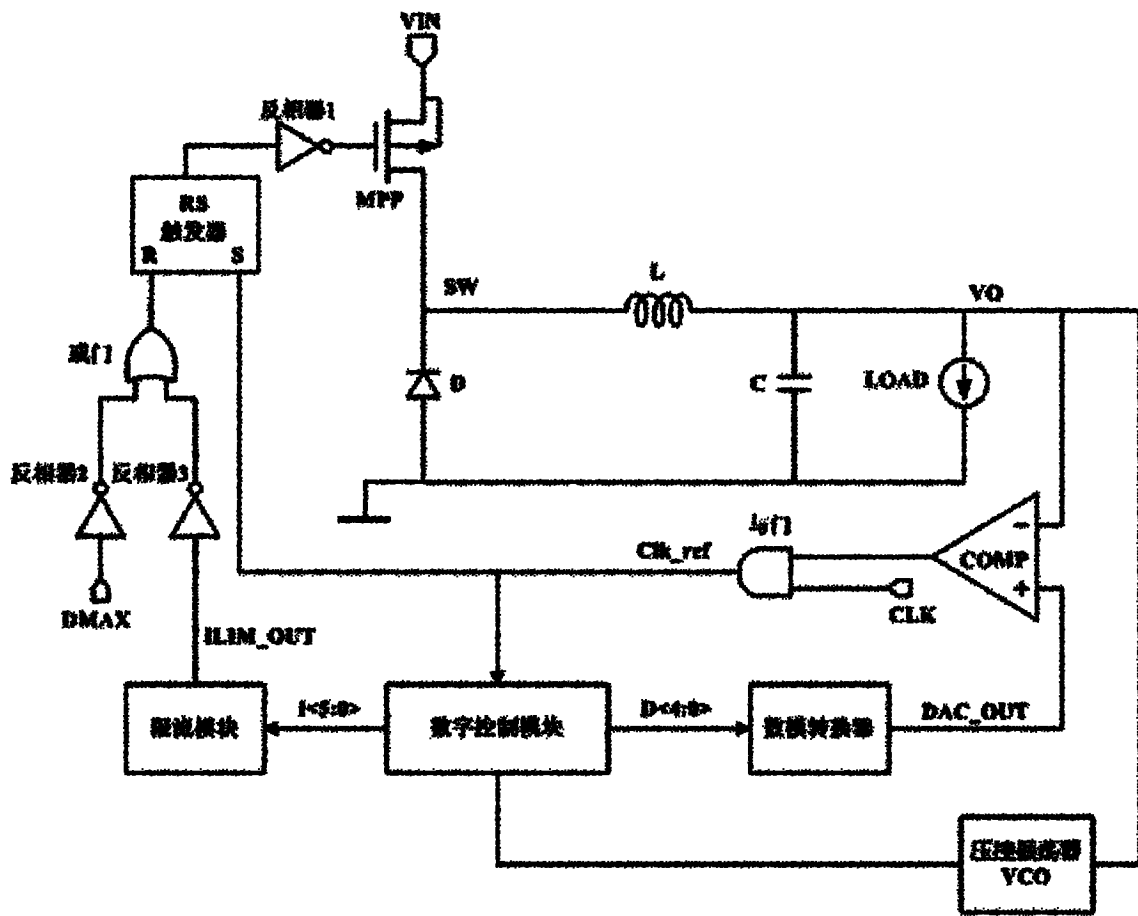 VIN
反相器1
MPP
RS
触发器
R
S
SW
L
VO
或门
D
C
LOAD
反相器2
反相器3
与门
Clk_ref
COMP
−
+
CLK
DMAX
ILIM_OUT
限流模块
I<5:0>
数字控制模块
D<4:0>
数模转换器
DAC_OUT
压控振荡器
VCO